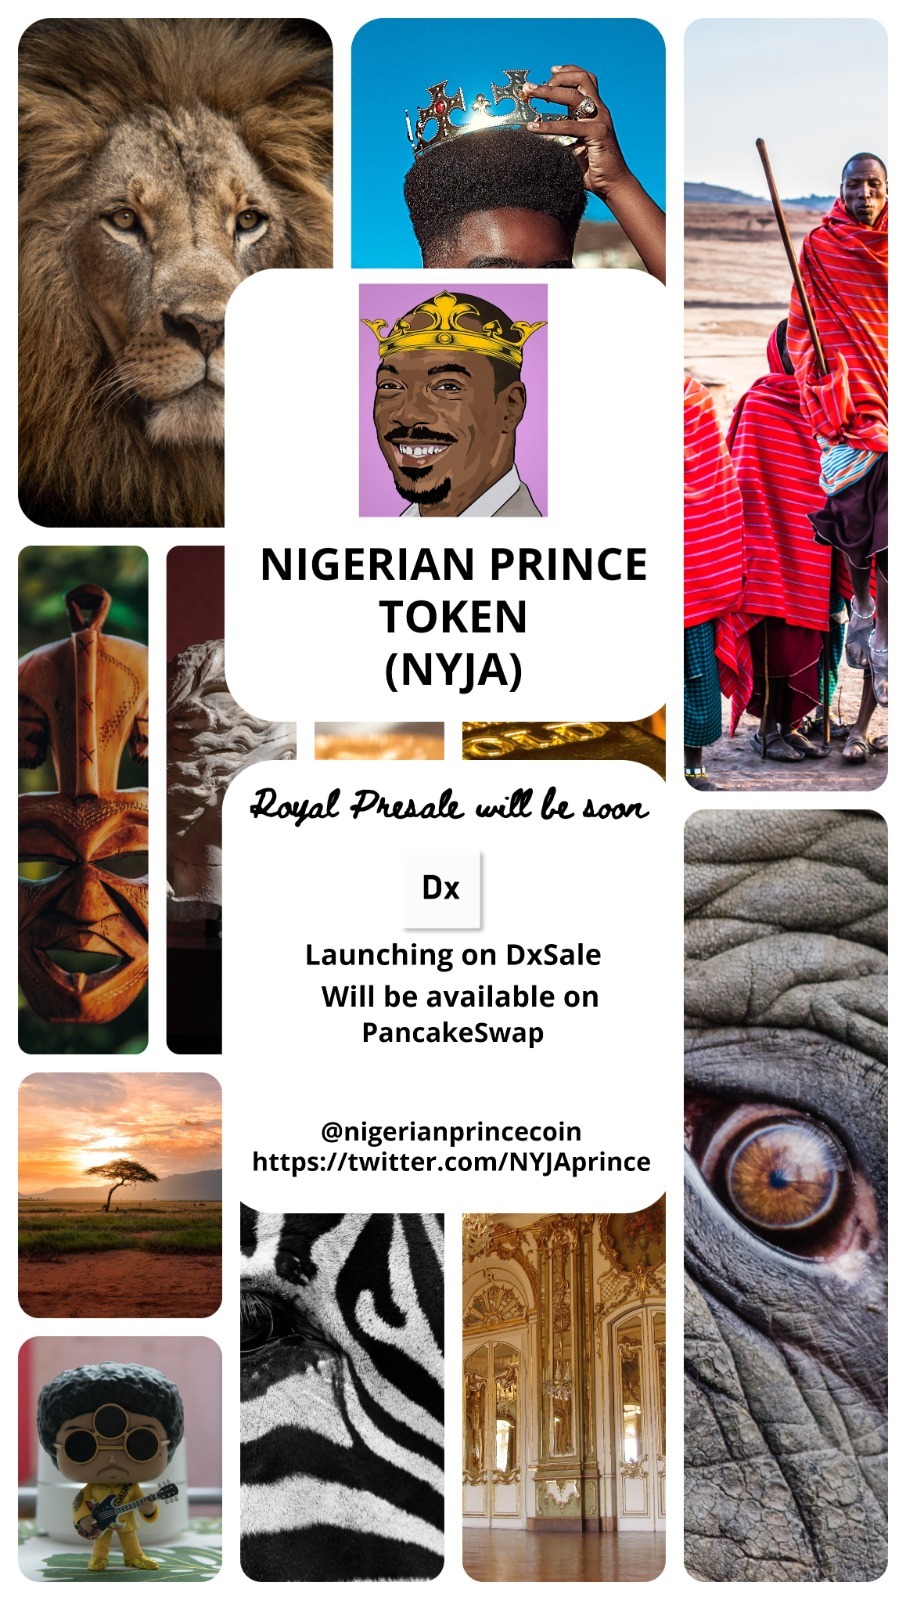 NIGERIAN PRINCE
TOKEN
(NYJA)
OLD
Royal Presale will be soon
Dx
Launching on DxSale
Will be available on
PancakeSwap
@nigerianprincecoin
https://twitter.com/NYJAprince